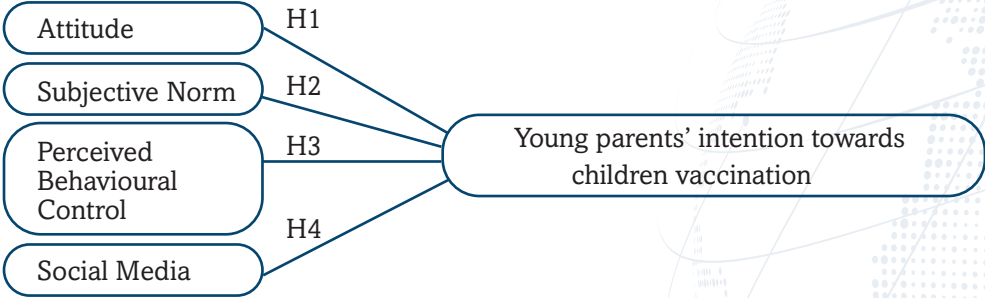 Attitude
H1
Subjective Norm
H2
Perceived
Behavioural
Control
H3
Social Media
H4
Young parents’ intention towards
children vaccination